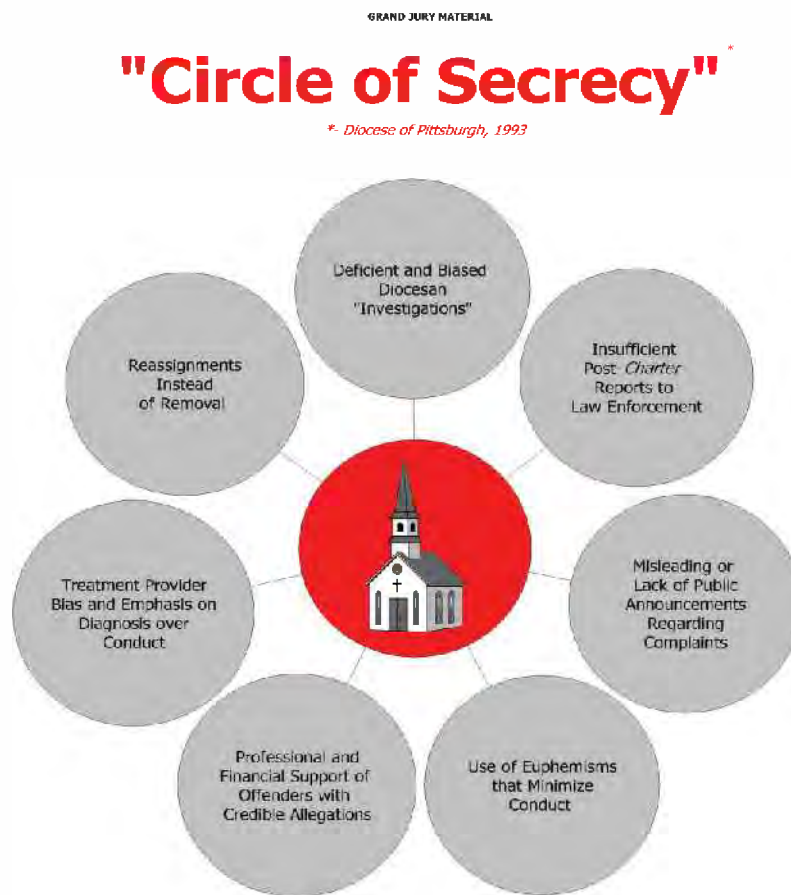 GRAND JURY MATERIAL
"Circle of Secrecy"*
*- Diocese of Pittsburgh, 1993
Deficient and Biased
Diocesan
"Investigations"
Insufficient
Post-Charter
Reports to
Law Enforcement
Misleading or
Lack of Public
Announcements
Regarding
Complaints
Use of Euphemisms
that Minimize
Conduct
Professional and
Financial Support of
Offenders with
Credible Allegations
Treatment Provider
Bias and Emphasis on
Diagnosis over
Conduct
Reassignments
Instead
of Removal